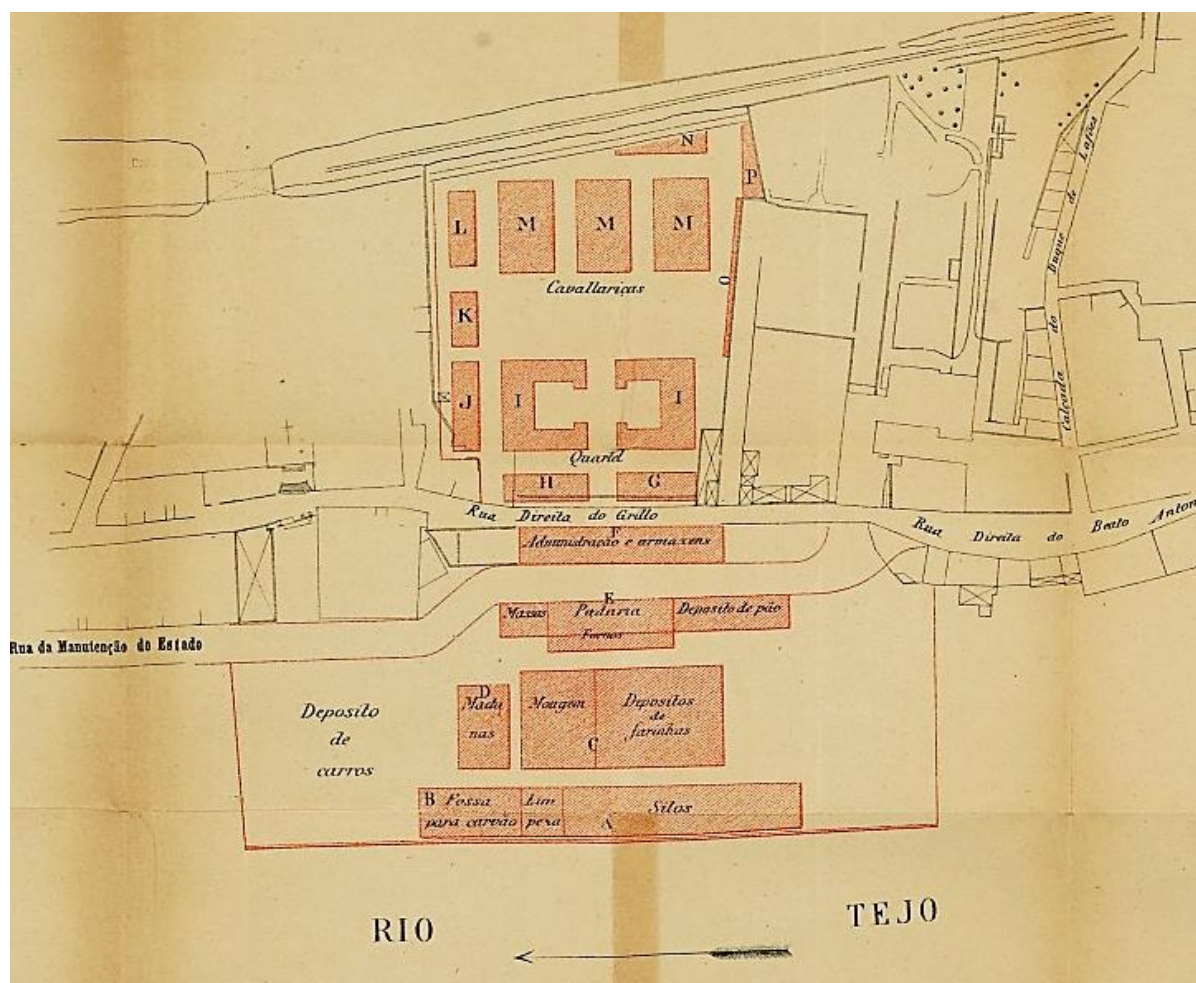 N
P
L
M
M
M
O
Cavallariças
K
J
I
I
Quartel
H
G
Rua Direita do Grillo
Calçada do Duque de Lafões
Rua Direita do Beato Anton
F
Administração e armazens
E
Massas
Padaria
Deposito de pão
Fornos
Rua da Manutenção do Estado
D
Machi
nas
Moagem
Depositos
de
farinhas
C
Deposito
de
carros
B Fossa
para carvão
Lim
peza
Silos
A
RIO TEJO